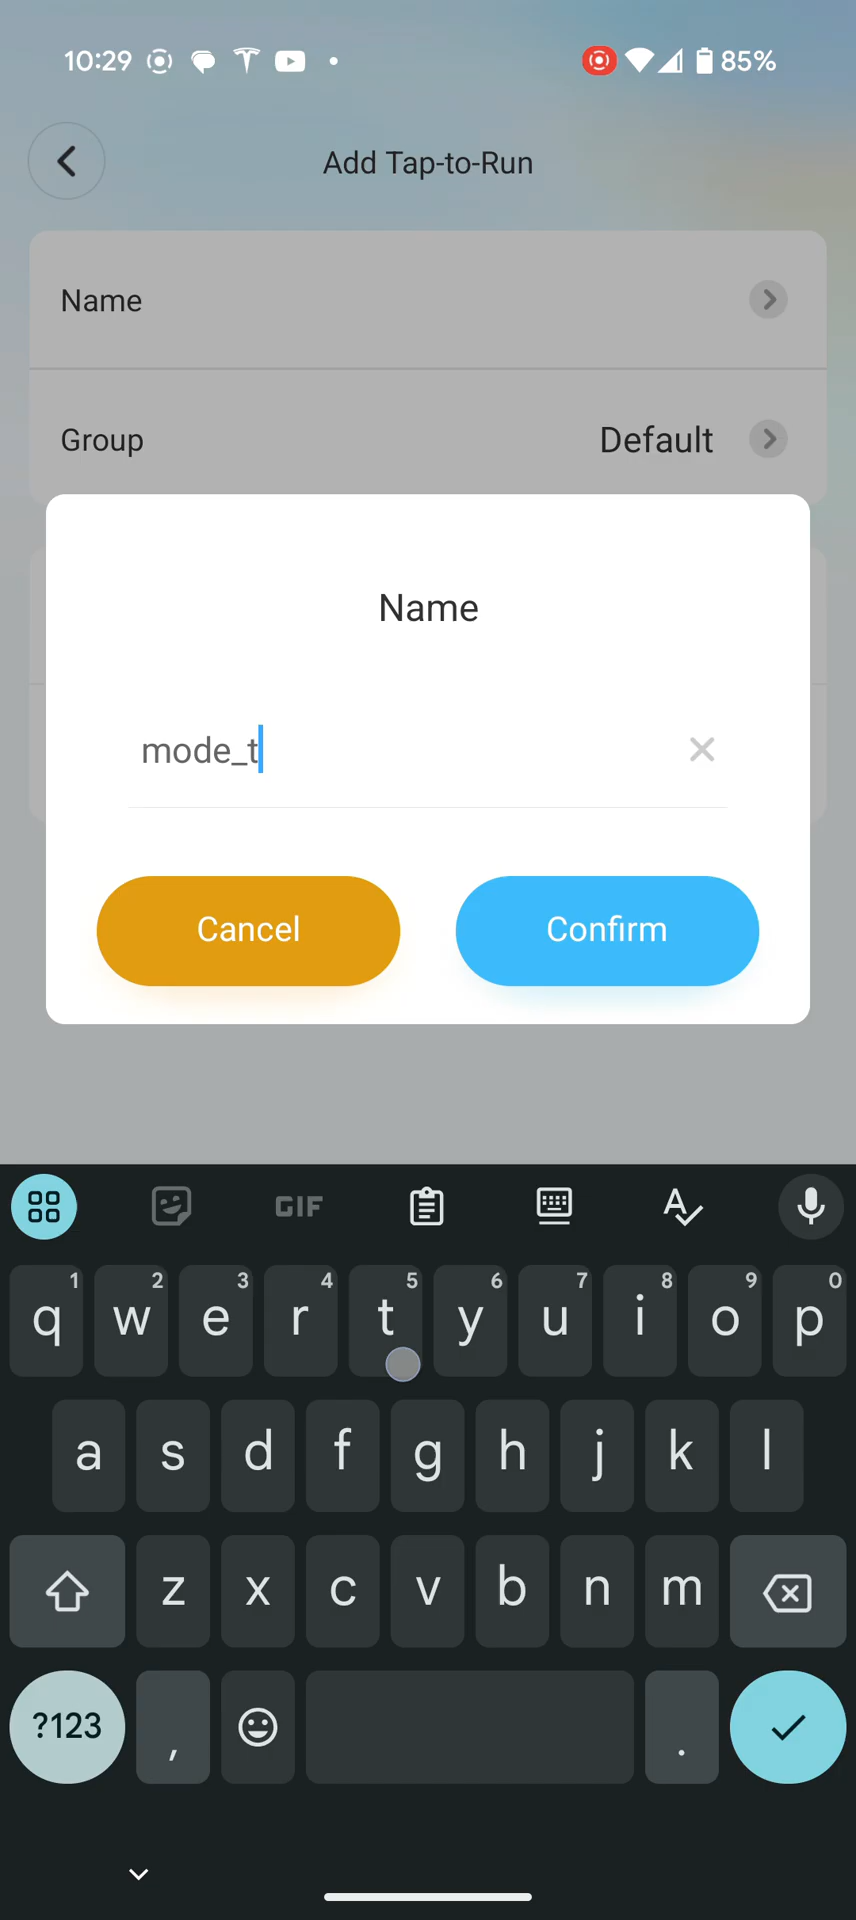 10:29
85%
Add Tap-to-Run
Name
Group Default
Name
mode_t
Cancel Confirm
GIF
1 2 3 4 5 6 7 8 9 0
q w e r t y u i o p
a s d f g h j k l
z x c v b n m
?123 , .